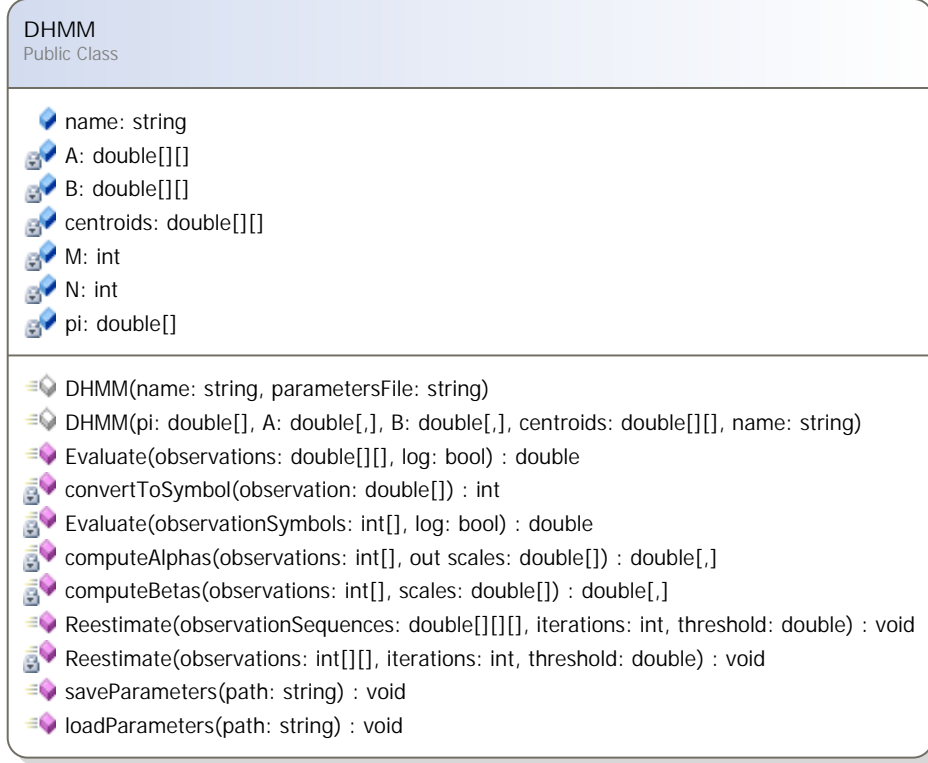 DHMM
Public Class
name: string
A: double[][]
B: double[][]
centroids: double[][]
M: int
N: int
pi: double[]
DHMM(name: string, parametersFile: string)
DHMM(pi: double[], A: double[,], B: double[,], centroids: double[][], name: string)
Evaluate(observations: double[][], log: bool) : double
convertToSymbol(observation: double[]) : int
Evaluate(observationSymbols: int[], log: bool) : double
computeAlphas(observations: int[], out scales: double[]) : double[,]
computeBetas(observations: int[], scales: double[]) : double[,]
Reestimate(observationSequences: double[][][], iterations: int, threshold: double) : void
Reestimate(observations: int[][], iterations: int, threshold: double) : void
saveParameters(path: string) : void
loadParameters(path: string) : void